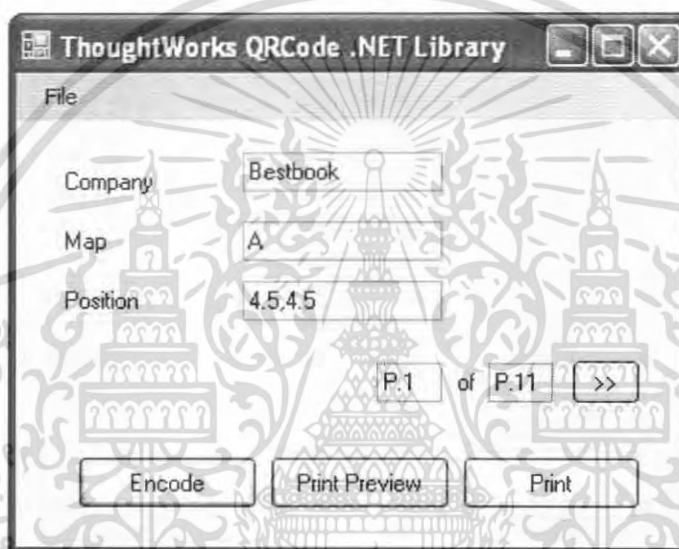 ThoughtWorks QRCode .NET Library
File
Company Bestbook
Map A
Position 4.5,4.5
P.1 of P.11 >>
Encode Print Preview Print